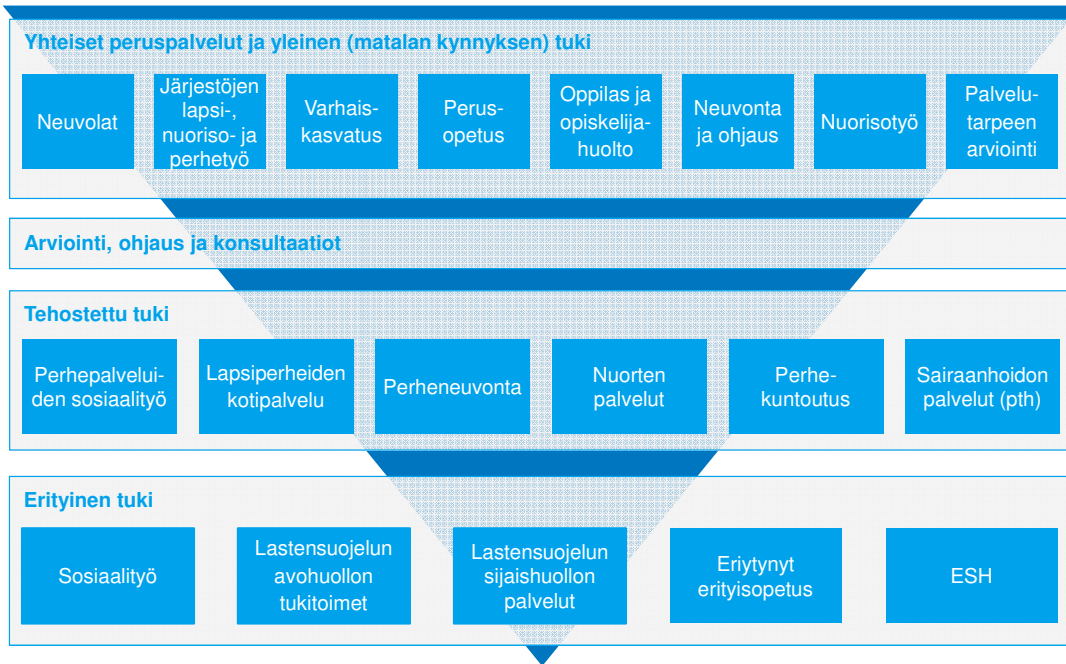 Yhteiset peruspalvelut ja yleinen (matalan kynnyksen) tuki
Neuvolat
Järjestöjen
lapsi-,
nuoriso- ja
perhetyö
Varhais-
kasvatus
Perus-
opetus
Oppilas ja
opiskelija-
huolto
Neuvonta
ja ohjaus
Nuorisotyö
Palvelu-
tarpeen
arviointi
Arviointi, ohjaus ja konsultaatiot
Tehostettu tuki
Perhepalvelui-
den sosiaalityö
Lapsiperheiden
kotipalvelu
Perheneuvonta
Nuorten
palvelut
Perhe-
kuntoutus
Sairaanhoidon
palvelut (pth)
Erityinen tuki
Sosiaalityö
Lastensuojelun
avohuollon
tukitoimet
Lastensuojelun
sijaishuollon
palvelut
Eriytynyt
erityisopetus
ESH